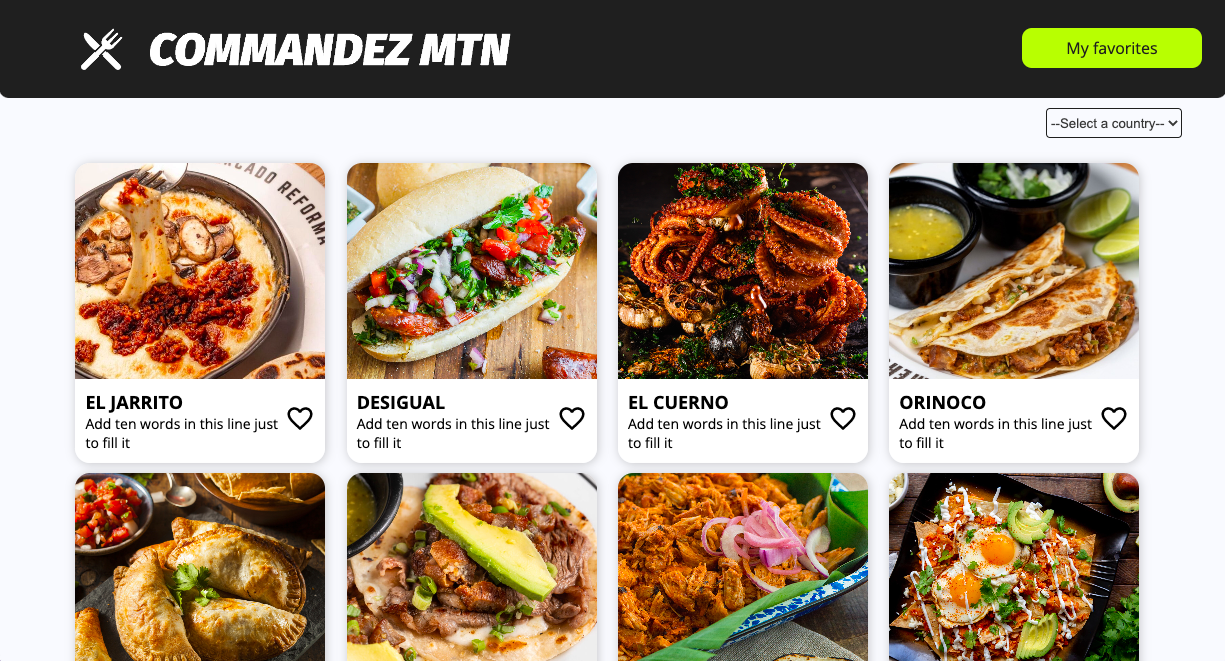 COMMANDEZ MTN
My favorites
--Select a country--
CADO REFORMA
EL JARRITO
Add ten words in this line just
to fill it
DESIGUAL
Add ten words in this line just
to fill it
EL CUERNO
Add ten words in this line just
to fill it
ORINOCO
Add ten words in this line just
to fill it